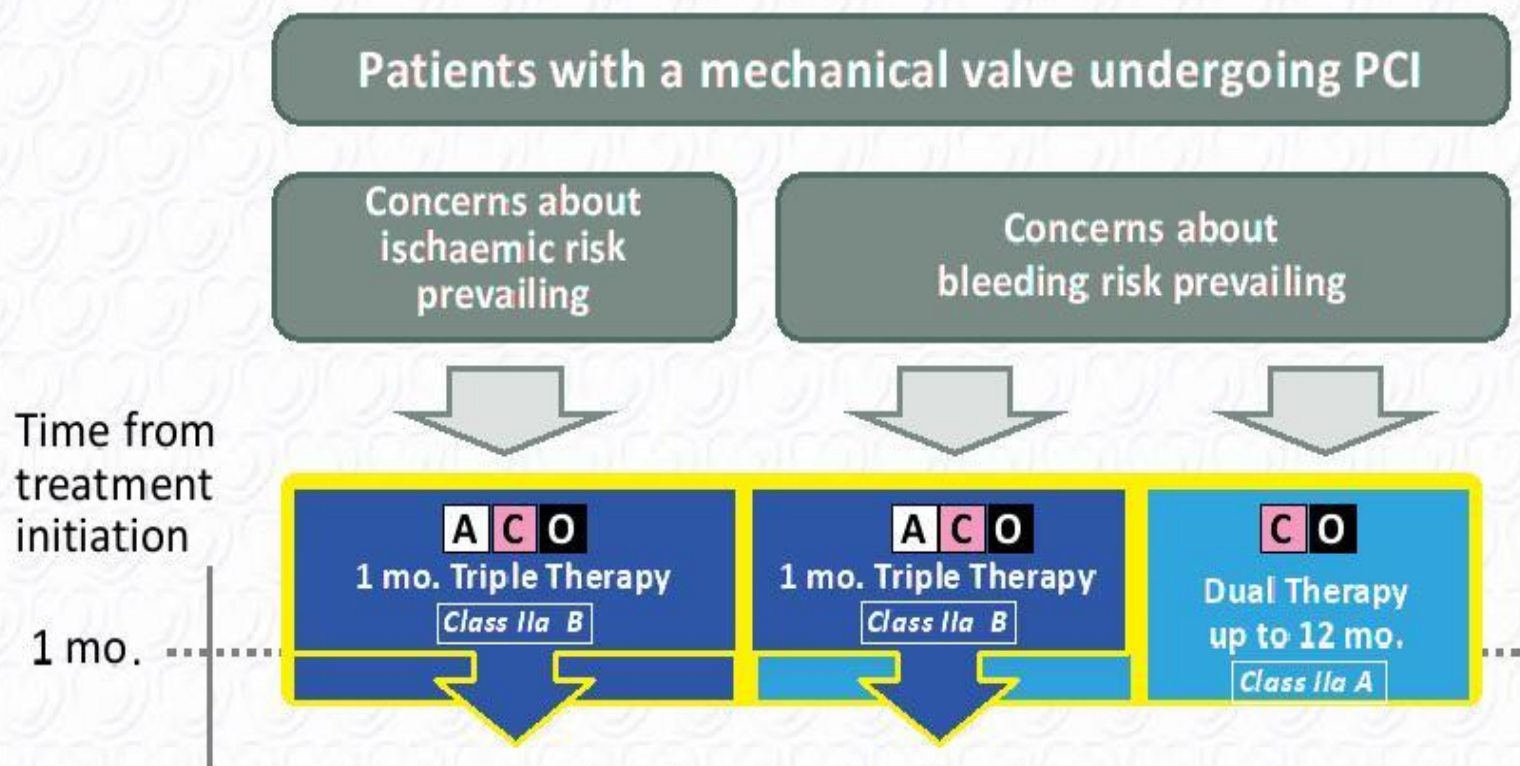 Patients with a mechanical valve undergoing PCI
Concerns about
ischaemic risk
prevailing
Concerns about
bleeding risk prevailing
Time from
treatment
initiation
A C O
1 mo. Triple Therapy
Class IIa B
A C O
1 mo. Triple Therapy
Class IIa B
C O
Dual Therapy
up to 12 mo.
Class IIa A
1 mo.